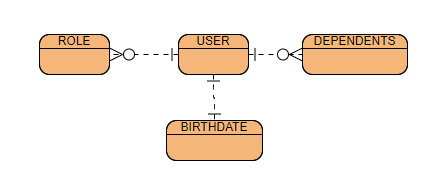 ROLE
USER
DEPENDENTS
BIRTHDATE